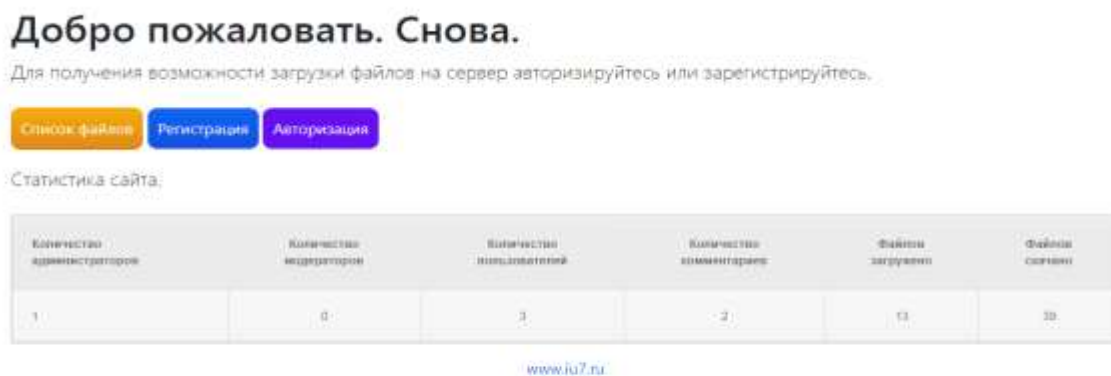 Добро пожаловать. Снова.
Для получения возможности загрузки файлов на сервер авторизируйтесь или зарегистрируйтесь.
Список файлов Регистрация Авторизация
Статистика сайта.
Количество администраторов Количество модераторов Количество пользователей Количество комментариев Файлов загружено Файлов скачано
1 0 3 2 13
www.iu7.ru